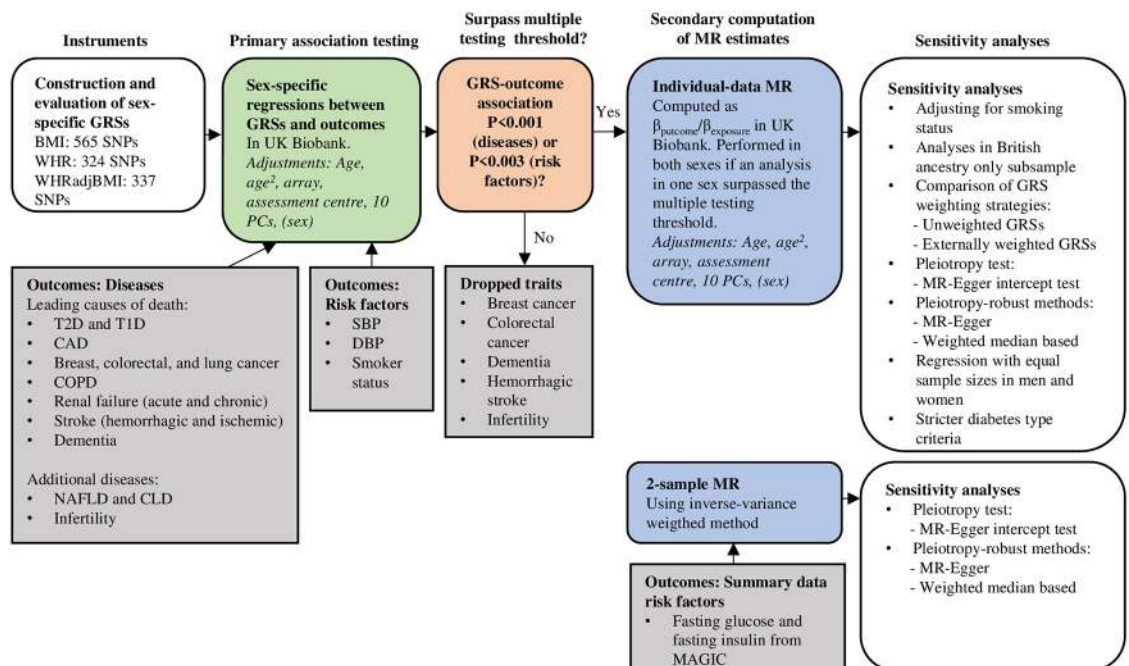 Instruments
Construction and
evaluation of sex-
specific GRSs
BMI: 565 SNPs
WHR: 324 SNPs
WHRadjBMI: 337
SNPs
Primary association testing
Sex-specific
regressions between
GRSs and outcomes
In UK Biobank.
Adjustments: Age,
age², array,
assessment centre, 10
PCs, (sex)
Surpass multiple
testing threshold?
GRS-outcome
association
P<0.001
(diseases) or
P<0.003 (risk
factors)?
Yes
No
Secondary computation
of MR estimates
Individual-data MR
Computed as
βputcome/βexposure in UK
Biobank. Performed in
both sexes if an analysis
in one sex surpassed the
multiple testing
threshold.
Adjustments: Age, age²,
array, assessment
centre, 10 PCs, (sex)
Sensitivity analyses
Sensitivity analyses
• Adjusting for smoking
status
• Analyses in British
ancestry only subsample
• Comparison of GRS
weighting strategies:
- Unweighted GRSs
- Externally weighted GRSs
• Pleiotropy test:
- MR-Egger intercept test
• Pleiotropy-robust methods:
- MR-Egger
- Weighted median based
• Regression with equal
sample sizes in men and
women
• Stricter diabetes type
criteria
Outcomes: Diseases
Leading causes of death:
• T2D and T1D
• CAD
• Breast, colorectal, and lung cancer
• COPD
• Renal failure (acute and chronic)
• Stroke (hemorrhagic and ischemic)
• Dementia
Additional diseases:
• NAFLD and CLD
• Infertility
Outcomes:
Risk factors
• SBP
• DBP
• Smoker
status
Dropped traits
• Breast cancer
• Colorectal
cancer
• Dementia
• Hemorrhagic
stroke
• Infertility
2-sample MR
Using inverse-variance
weigthed method
Outcomes: Summary data
risk factors
• Fasting glucose and
fasting insulin from
MAGIC
Sensitivity analyses
• Pleiotropy test:
- MR-Egger intercept test
• Pleiotropy-robust methods:
- MR-Egger
- Weighted median based